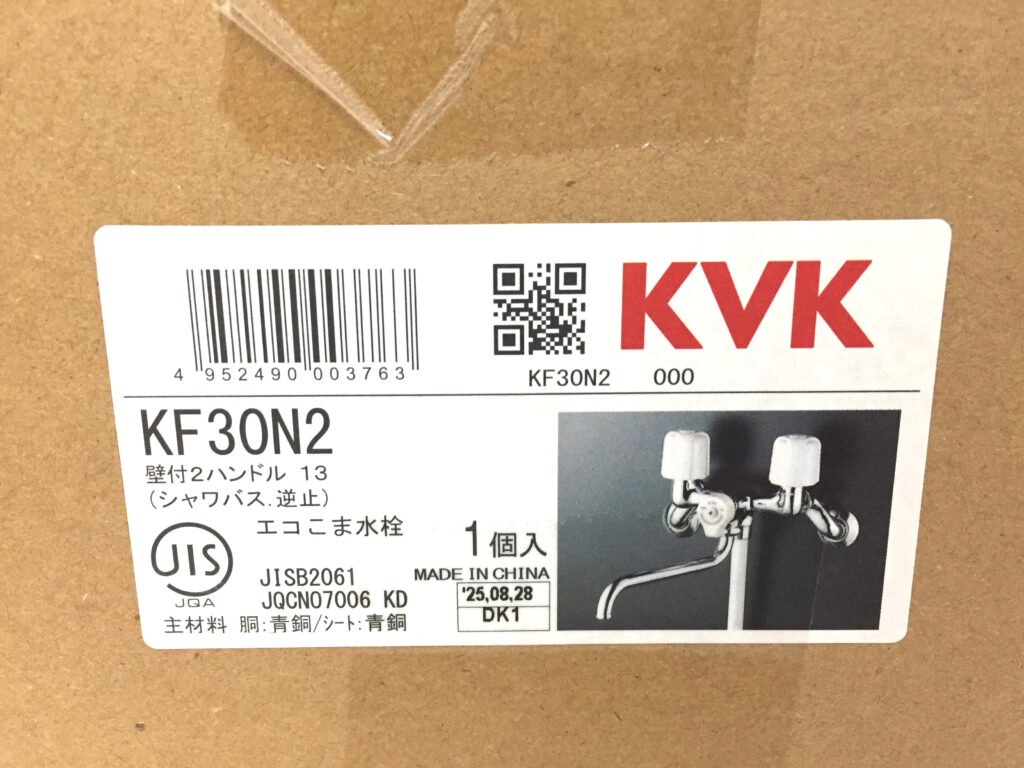 4 952490 003763
KF30N2 000
KVK
KF30N2
壁付2ハンドル 13
(シャワバス.逆止)
エコこま水栓
1個入
JIS
JQA
JISB2061
JQCN07006 KD
MADE IN CHINA
'25,08,28
DK1
主材料 胴:青銅/シート:青銅